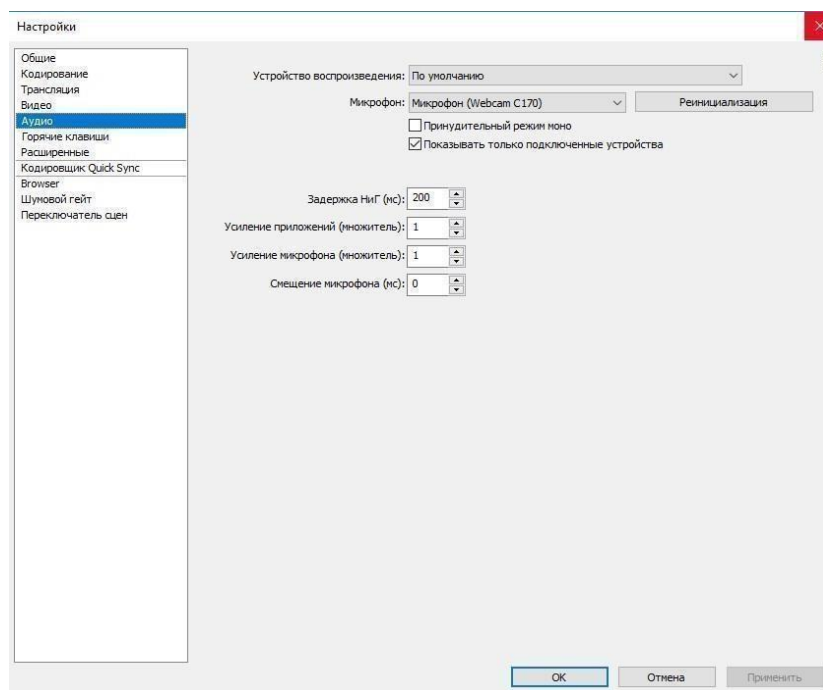 Настройки
Общие
Кодирование
Трансляция
Видео
Аудио
Горячие клавиши
Расширенные
Кодировщик Quick Sync
Browser
Шумовой гейт
Переключатель сцен
Устройство воспроизведения: По умолчанию
Микрофон: Микрофон (Webcam C170) Реинициализация
Принудительный режим моно
Показывать только подключенные устройства
Задержка НиГ (мс): 200
Усиление приложений (множитель): 1
Усиление микрофона (множитель): 1
Смещение микрофона (мс): 0
OK Отмена Применить